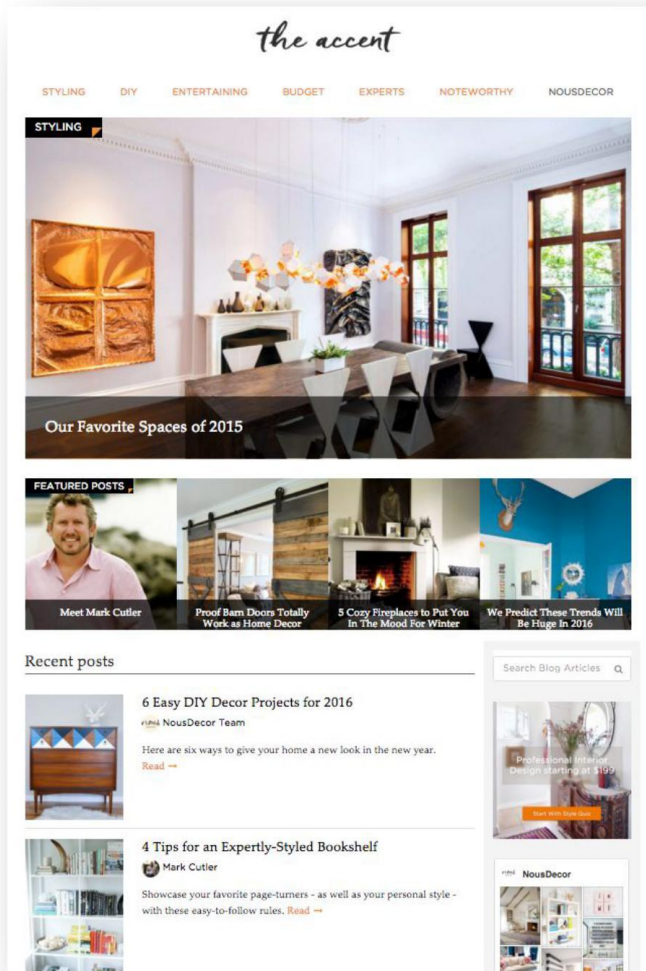 the accent
STYLING DIY ENTERTAINING BUDGET EXPERTS NOTEWORTHY NOUSDECOR
STYLING
Our Favorite Spaces of 2015
FEATURED POSTS
Meet Mark Cutler
Proof Barn Doors Totally
Work as Home Decor
5 Cozy Fireplaces to Put You
In The Mood For Winter
We Predict These Trends Will
Be Huge In 2016
Recent posts
Search Blog Articles
6 Easy DIY Decor Projects for 2016
NousDecor Team
Here are six ways to give your home a new look in the new year.
Read →
Professional Interior
Design starting at $199
Start With Style Quiz
4 Tips for an Expertly-Styled Bookshelf
Mark Cutler
Showcase your favorite page-turners - as well as your personal style -
with these easy-to-follow rules. Read →
NousDecor